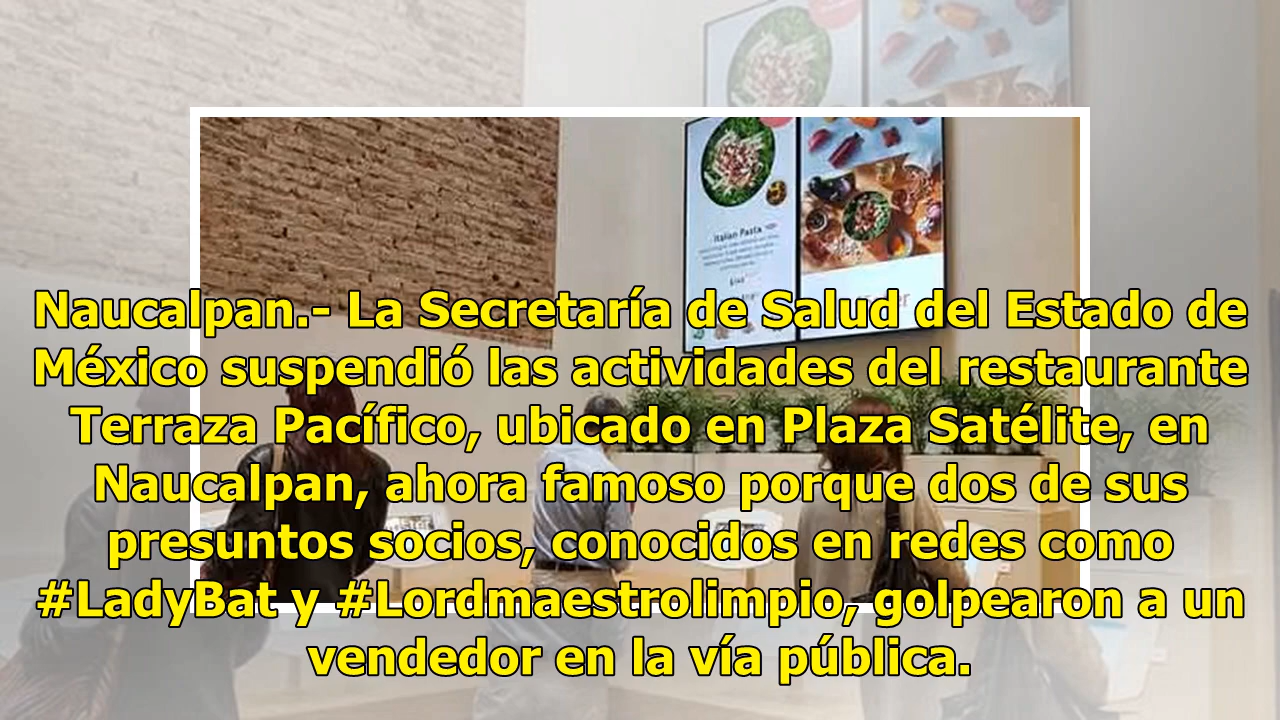 Italian Pasta
Naucalpan.- La Secretaría de Salud del Estado de
México suspendió las actividades del restaurante
Terraza Pacífico, ubicado en Plaza Satélite, en
Naucalpan, ahora famoso porque dos de sus
presuntos socios, conocidos en redes como
#LadyBat y #Lordmaestrolimpio, golpearon a un
vendedor en la vía pública.